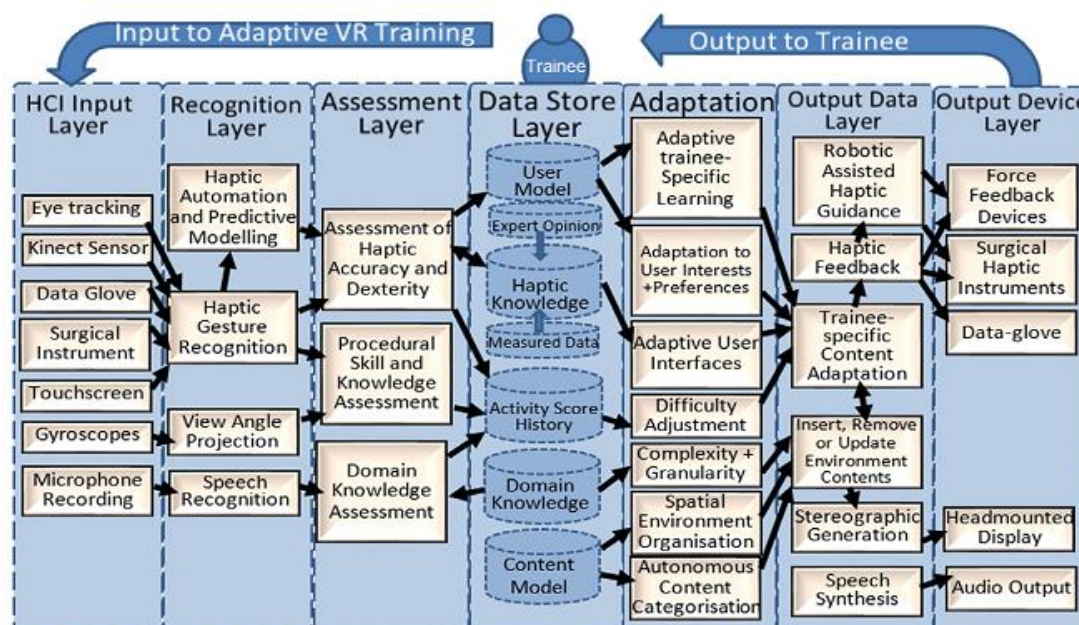 Input to Adaptive VR Training
Trainee
Output to Trainee
HCI Input
Layer
Eye tracking
Kinect Sensor
Data Glove
Surgical
Instrument
Touchscreen
Gyroscopes
Microphone
Recording
Recognition
Layer
Haptic
Automation
and Predictive
Modelling
Haptic
Gesture
Recognition
View Angle
Projection
Speech
Recognition
Assessment
Layer
Assessment of
Haptic
Accuracy and
Dexterity
Procedural
Skill and
Knowledge
Assessment
Domain
Knowledge
Assessment
Data Store
Layer
User
Model
Expert Opinion
Haptic
Knowledge
Measured Data
Activity Score
History
Domain
Knowledge
Content
Model
Adaptation
Adaptive
trainee-
Specific
Learning
Adaptation to
User Interests
+Preferences
Adaptive User
Interfaces
Difficulty
Adjustment
Complexity +
Granularity
Spatial
Environment
Organisation
Autonomous
Content
Categorisation
Output Data
Layer
Robotic
Assisted
Haptic
Guidance
Haptic
Feedback
Trainee-
specific
Content
Adaptation
Insert, Remove
or Update
Environment
Contents
Stereographic
Generation
Speech
Synthesis
Output Device
Layer
Force
Feedback
Devices
Surgical
Haptic
Instruments
Data-glove
Headmounted
Display
Audio Output